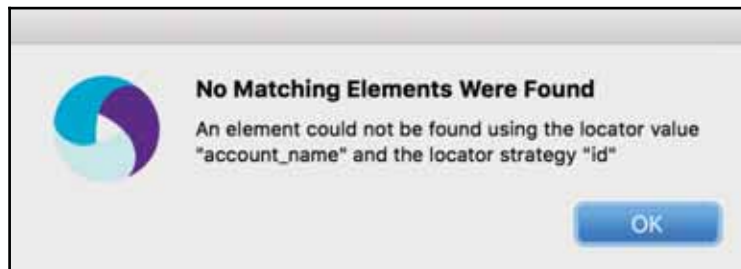 No Matching Elements Were Found
An element could not be found using the locator value
"account_name" and the locator strategy "id"
OK